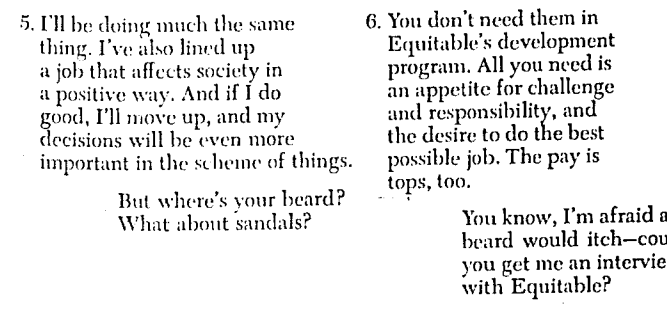 5. I'll be doing much the same
thing. I've also lined up
a job that affects society in
a positive way. And if I do
good, I'll move up, and my
decisions will be even more
important in the scheme of things.
But where's your beard?
What about sandals?
6. You don't need them in
Equitable's development
program. All you need is
an appetite for challenge
and responsibility, and
the desire to do the best
possible job. The pay is
tops, too.
You know, I'm afraid a
beard would itch—cou
you get me an intervie
with Equitable?